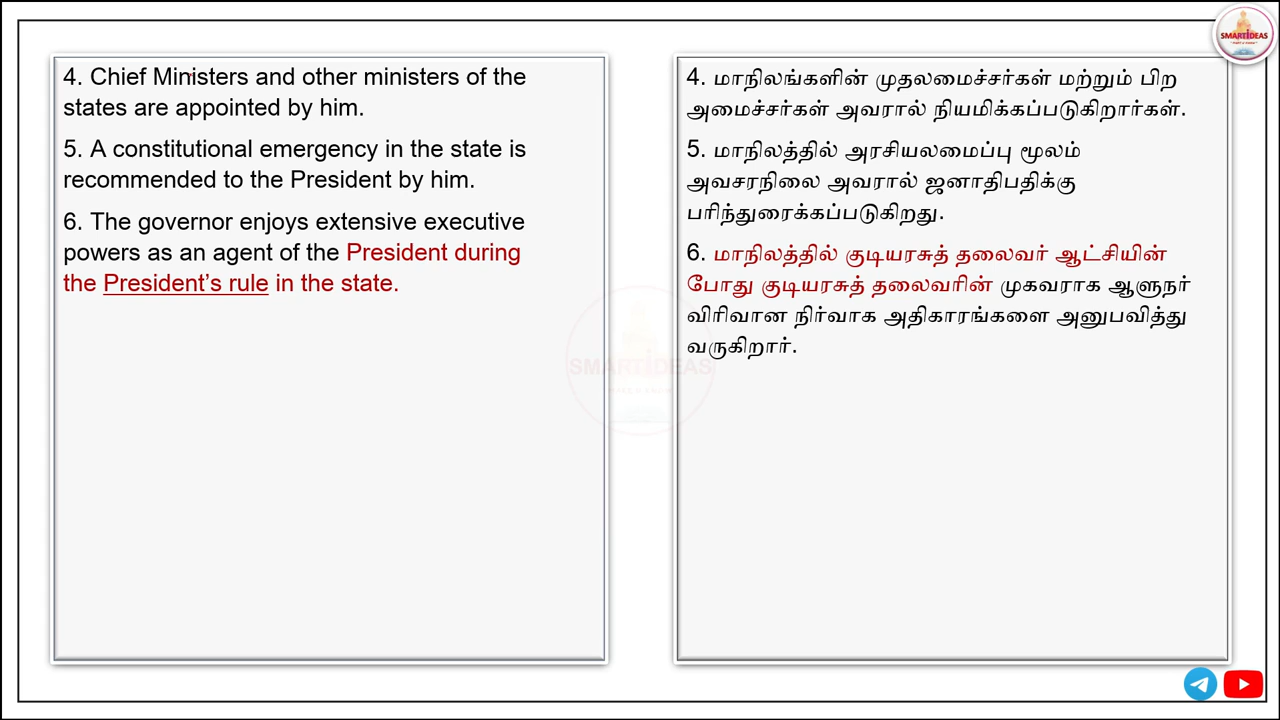 4. Chief Ministers and other ministers of the
states are appointed by him.
5. A constitutional emergency in the state is
recommended to the President by him.
6. The governor enjoys extensive executive
powers as an agent of the President during
the President’s rule in the state.
4. மாநிலங்களின் முதலமைச்சர்கள் மற்றும் பிற
அமைச்சர்கள் அவரால் நியமிக்கப்படுகிறார்கள்.
5. மாநிலத்தில் அரசியலமைப்பு மூலம்
அவசரநிலை அவரால் ஜனாதிபதிக்கு
பரிந்துரைக்கப்படுகிறது.
6. மாநிலத்தில் குடியரசுத் தலைவர் ஆட்சியின்
போது குடியரசுத் தலைவரின் முகவராக ஆளுநர்
விரிவான நிர்வாக அதிகாரங்களை அனுபவித்து
வருகிறார்.
SMARTIDEAS
SMARTIDEAS